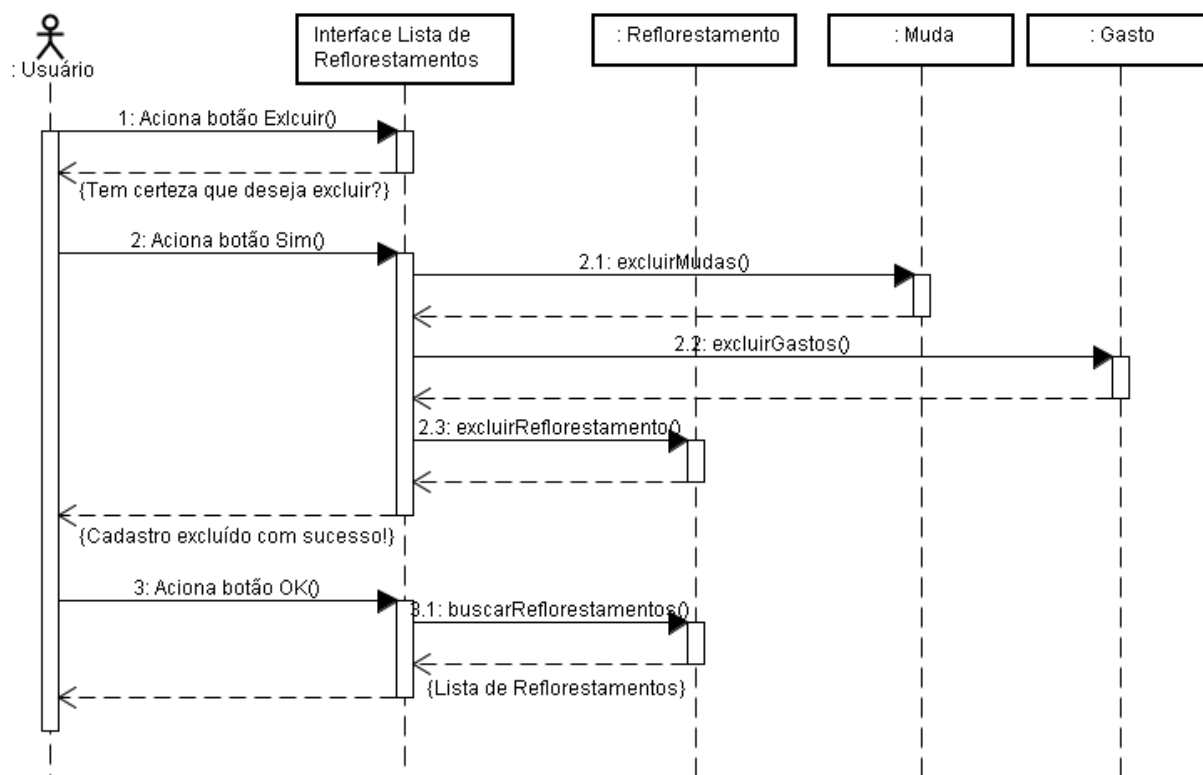 Interface Lista de
Reflorestamentos
: Reflorestamento
: Muda
: Gasto
: Usuário
1: Aciona botão Exlcuir()
{Tem certeza que deseja excluir?}
2: Aciona botão Sim()
2.1: excluirMudas()
2.2: excluirGastos()
2.3: excluirReflorestamento()
{Cadastro excluído com sucesso!}
3: Aciona botão OK()
3.1: buscarReflorestamentos()
{Lista de Reflorestamentos}